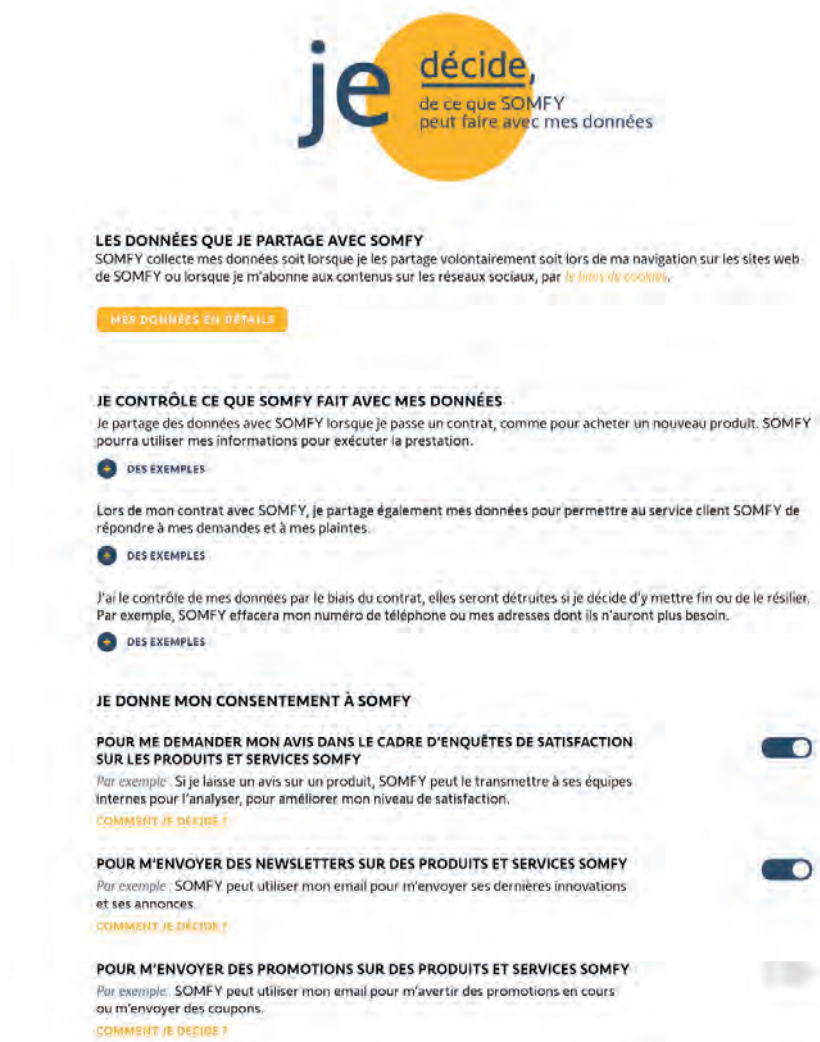 je décide,
de ce que SOMFY
peut faire avec mes données
LES DONNÉES QUE JE PARTAGE AVEC SOMFY
SOMFY collecte mes données soit lorsque je les partage volontairement soit lors de ma navigation sur les sites web
de SOMFY ou lorsque je m'abonne aux contenus sur les réseaux sociaux, par le biais de cookies.
MES DONNÉES EN DÉTAILS
JE CONTRÔLE CE QUE SOMFY FAIT AVEC MES DONNÉES
Je partage des données avec SOMFY lorsque je passe un contrat, comme pour acheter un nouveau produit. SOMFY
pourra utiliser mes informations pour exécuter la prestation.
+ DES EXEMPLES
Lors de mon contrat avec SOMFY, je partage également mes données pour permettre au service client SOMFY de
répondre à mes demandes et à mes plaintes.
+ DES EXEMPLES
J'ai le contrôle de mes données par le biais du contrat, elles seront détruites si je décide d'y mettre fin ou de le résilier.
Par exemple, SOMFY effacera mon numéro de téléphone ou mes adresses dont ils n'auront plus besoin.
+ DES EXEMPLES
JE DONNE MON CONSENTEMENT À SOMFY
POUR ME DEMANDER MON AVIS DANS LE CADRE D'ENQUÊTES DE SATISFACTION
SUR LES PRODUITS ET SERVICES SOMFY
Par exemple : Si je laisse un avis sur un produit, SOMFY peut le transmettre à ses équipes
internes pour l'analyser, pour améliorer mon niveau de satisfaction.
COMMENT JE DÉCIDE ?
POUR M'ENVOYER DES NEWSLETTERS SUR DES PRODUITS ET SERVICES SOMFY
Par exemple : SOMFY peut utiliser mon email pour m'envoyer ses dernières innovations
et ses annonces.
COMMENT JE DÉCIDE ?
POUR M'ENVOYER DES PROMOTIONS SUR DES PRODUITS ET SERVICES SOMFY
Par exemple : SOMFY peut utiliser mon email pour m'avertir des promotions en cours
ou m'envoyer des coupons.
COMMENT JE DÉCIDE ?